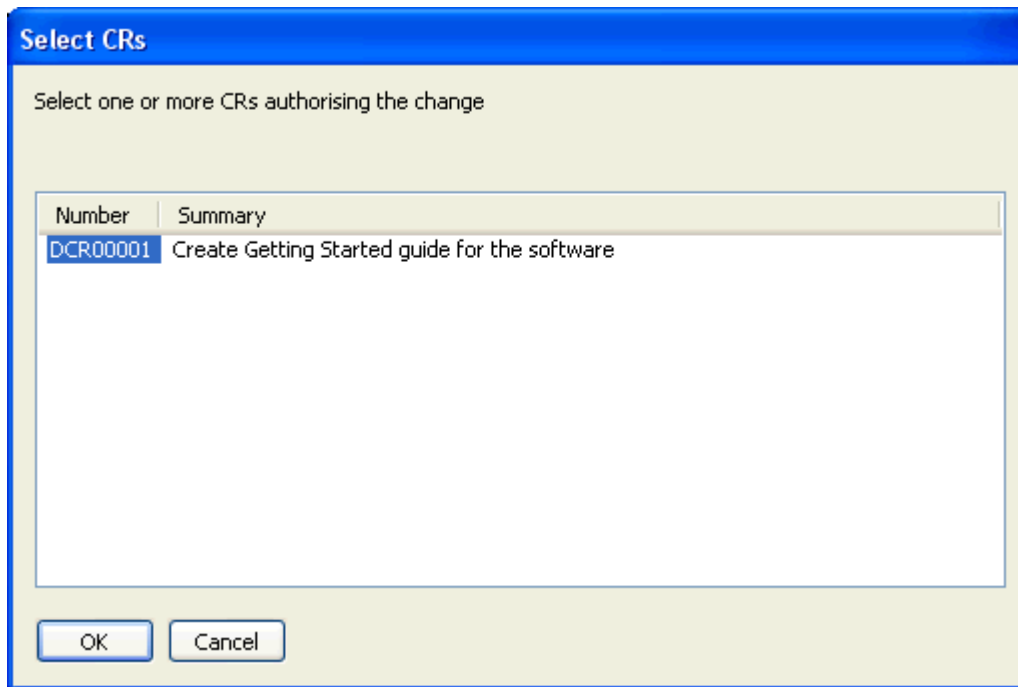 Select CRs
Select one or more CRs authorising the change
Number Summary
DCR00001 Create Getting Started guide for the software
OK Cancel